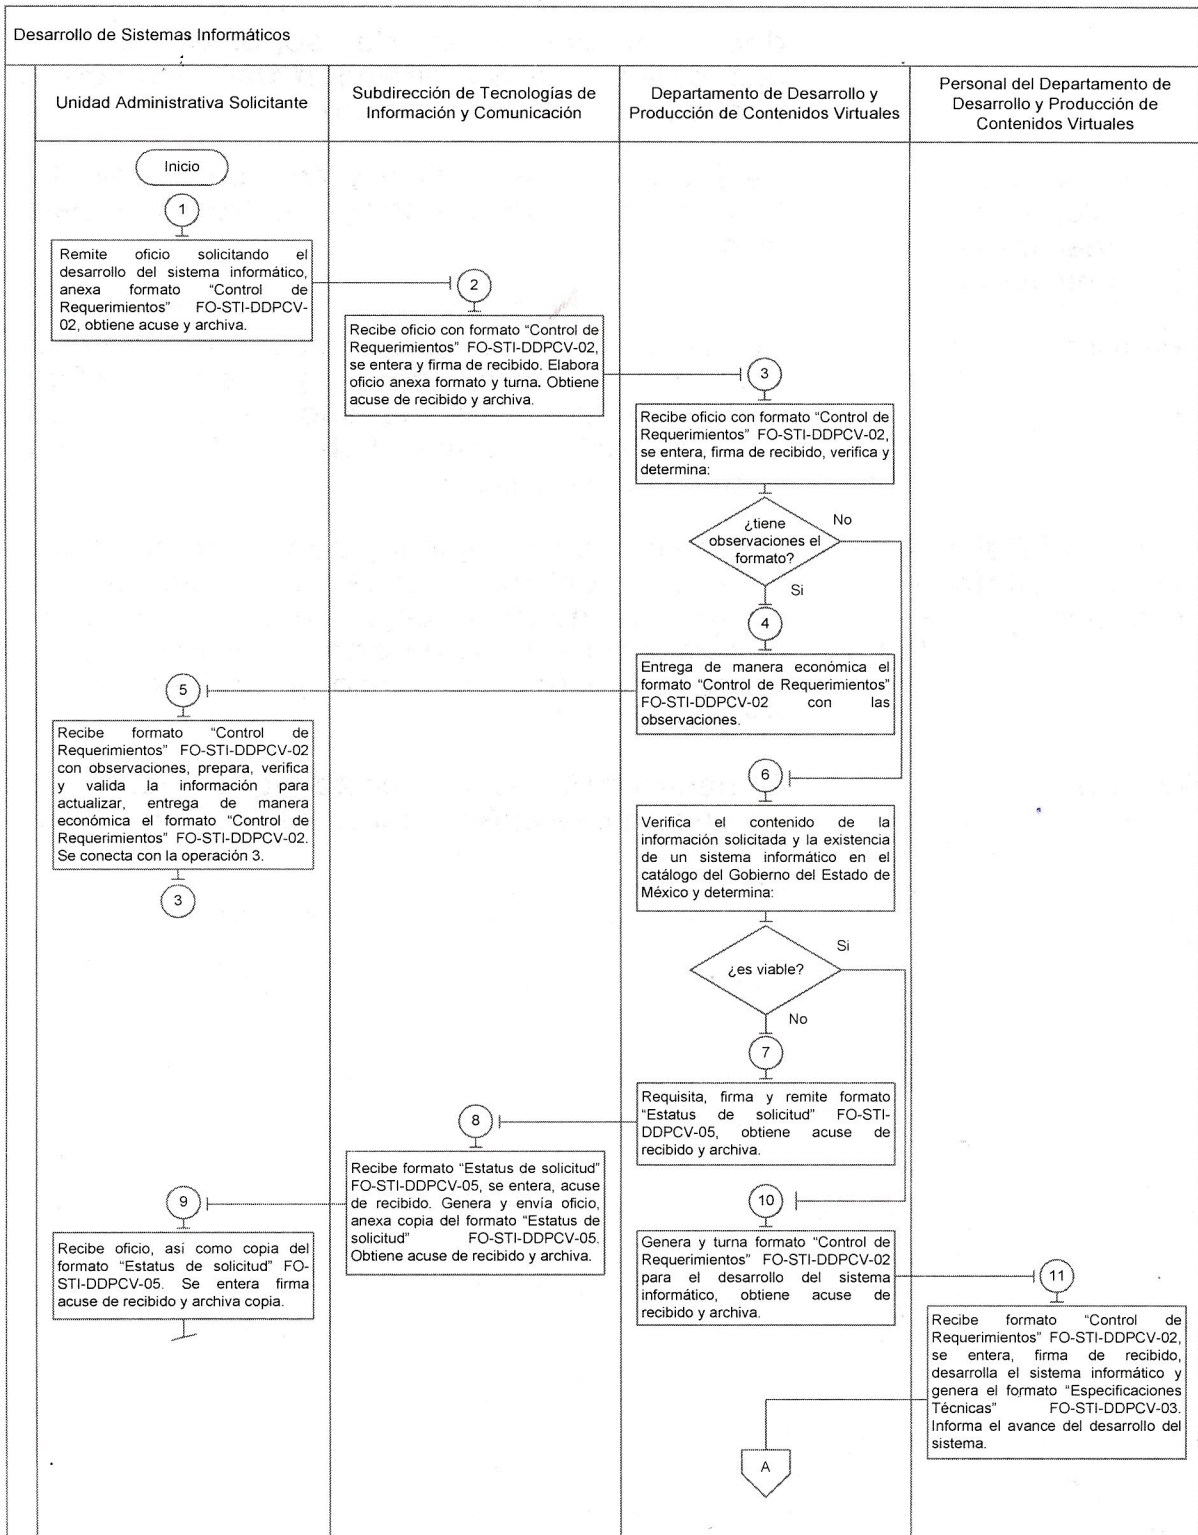 Desarrollo de Sistemas Informáticos
Unidad Administrativa Solicitante
Subdirección de Tecnologías de
Información y Comunicación
Departamento de Desarrollo y
Producción de Contenidos Virtuales
Personal del Departamento de
Desarrollo y Producción de
Contenidos Virtuales
Inicio
1
Remite oficio solicitando el
desarrollo del sistema informático,
anexa formato “Control de
Requerimientos” FO-STI-DDPCV-
02, obtiene acuse y archiva.
2
Recibe oficio con formato “Control de
Requerimientos” FO-STI-DDPCV-02,
se entera y firma de recibido. Elabora
oficio anexa formato y turna. Obtiene
acuse de recibido y archiva.
3
Recibe oficio con formato “Control de
Requerimientos” FO-STI-DDPCV-02,
se entera, firma de recibido, verifica y
determina:
¿tiene
observaciones el
formato?
No
Si
4
Entrega de manera económica el
formato “Control de Requerimientos”
FO-STI-DDPCV-02 con las
observaciones.
5
Recibe formato “Control de
Requerimientos” FO-STI-DDPCV-02
con observaciones, prepara, verifica
y valida la información para
actualizar, entrega de manera
económica el formato “Control de
Requerimientos” FO-STI-DDPCV-02.
Se conecta con la operación 3.
3
6
Verifica el contenido de la
información solicitada y la existencia
de un sistema informático en el
catálogo del Gobierno del Estado de
México y determina:
¿es viable?
Si
No
7
Requisita, firma y remite formato
“Estatus de solicitud” FO-STI-
DDPCV-05, obtiene acuse de
recibido y archiva.
8
Recibe formato “Estatus de solicitud”
FO-STI-DDPCV-05, se entera, acuse
de recibido. Genera y envía oficio,
anexa copia del formato “Estatus de
solicitud” FO-STI-DDPCV-05.
Obtiene acuse de recibido y archiva.
9
Recibe oficio, así como copia del
formato “Estatus de solicitud” FO-
STI-DDPCV-05. Se entera firma
acuse de recibido y archiva copia.
10
Genera y turna formato “Control de
Requerimientos” FO-STI-DDPCV-02
para el desarrollo del sistema
informático, obtiene acuse de
recibido y archiva.
11
Recibe formato “Control de
Requerimientos” FO-STI-DDPCV-02,
se entera, firma de recibido,
desarrolla el sistema informático y
genera el formato “Especificaciones
Técnicas” FO-STI-DDPCV-03.
Informa el avance del desarrollo del
sistema.
A